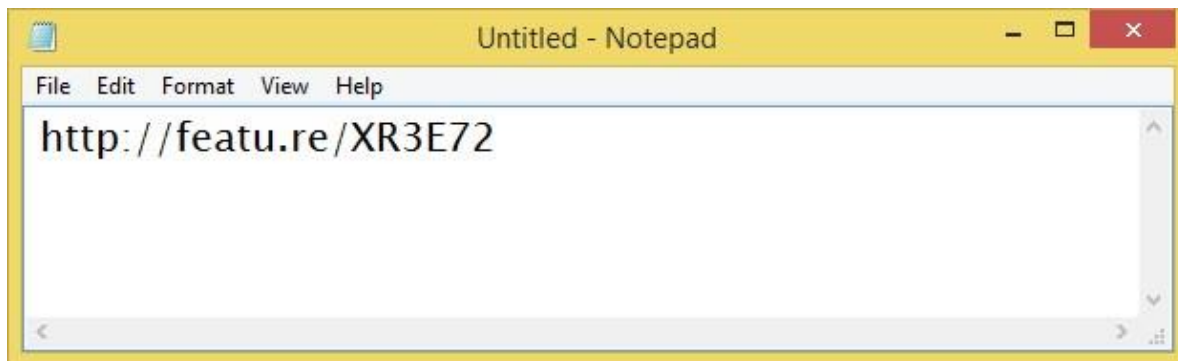 Untitled - Notepad
File Edit Format View Help
http://featu.re/XR3E72